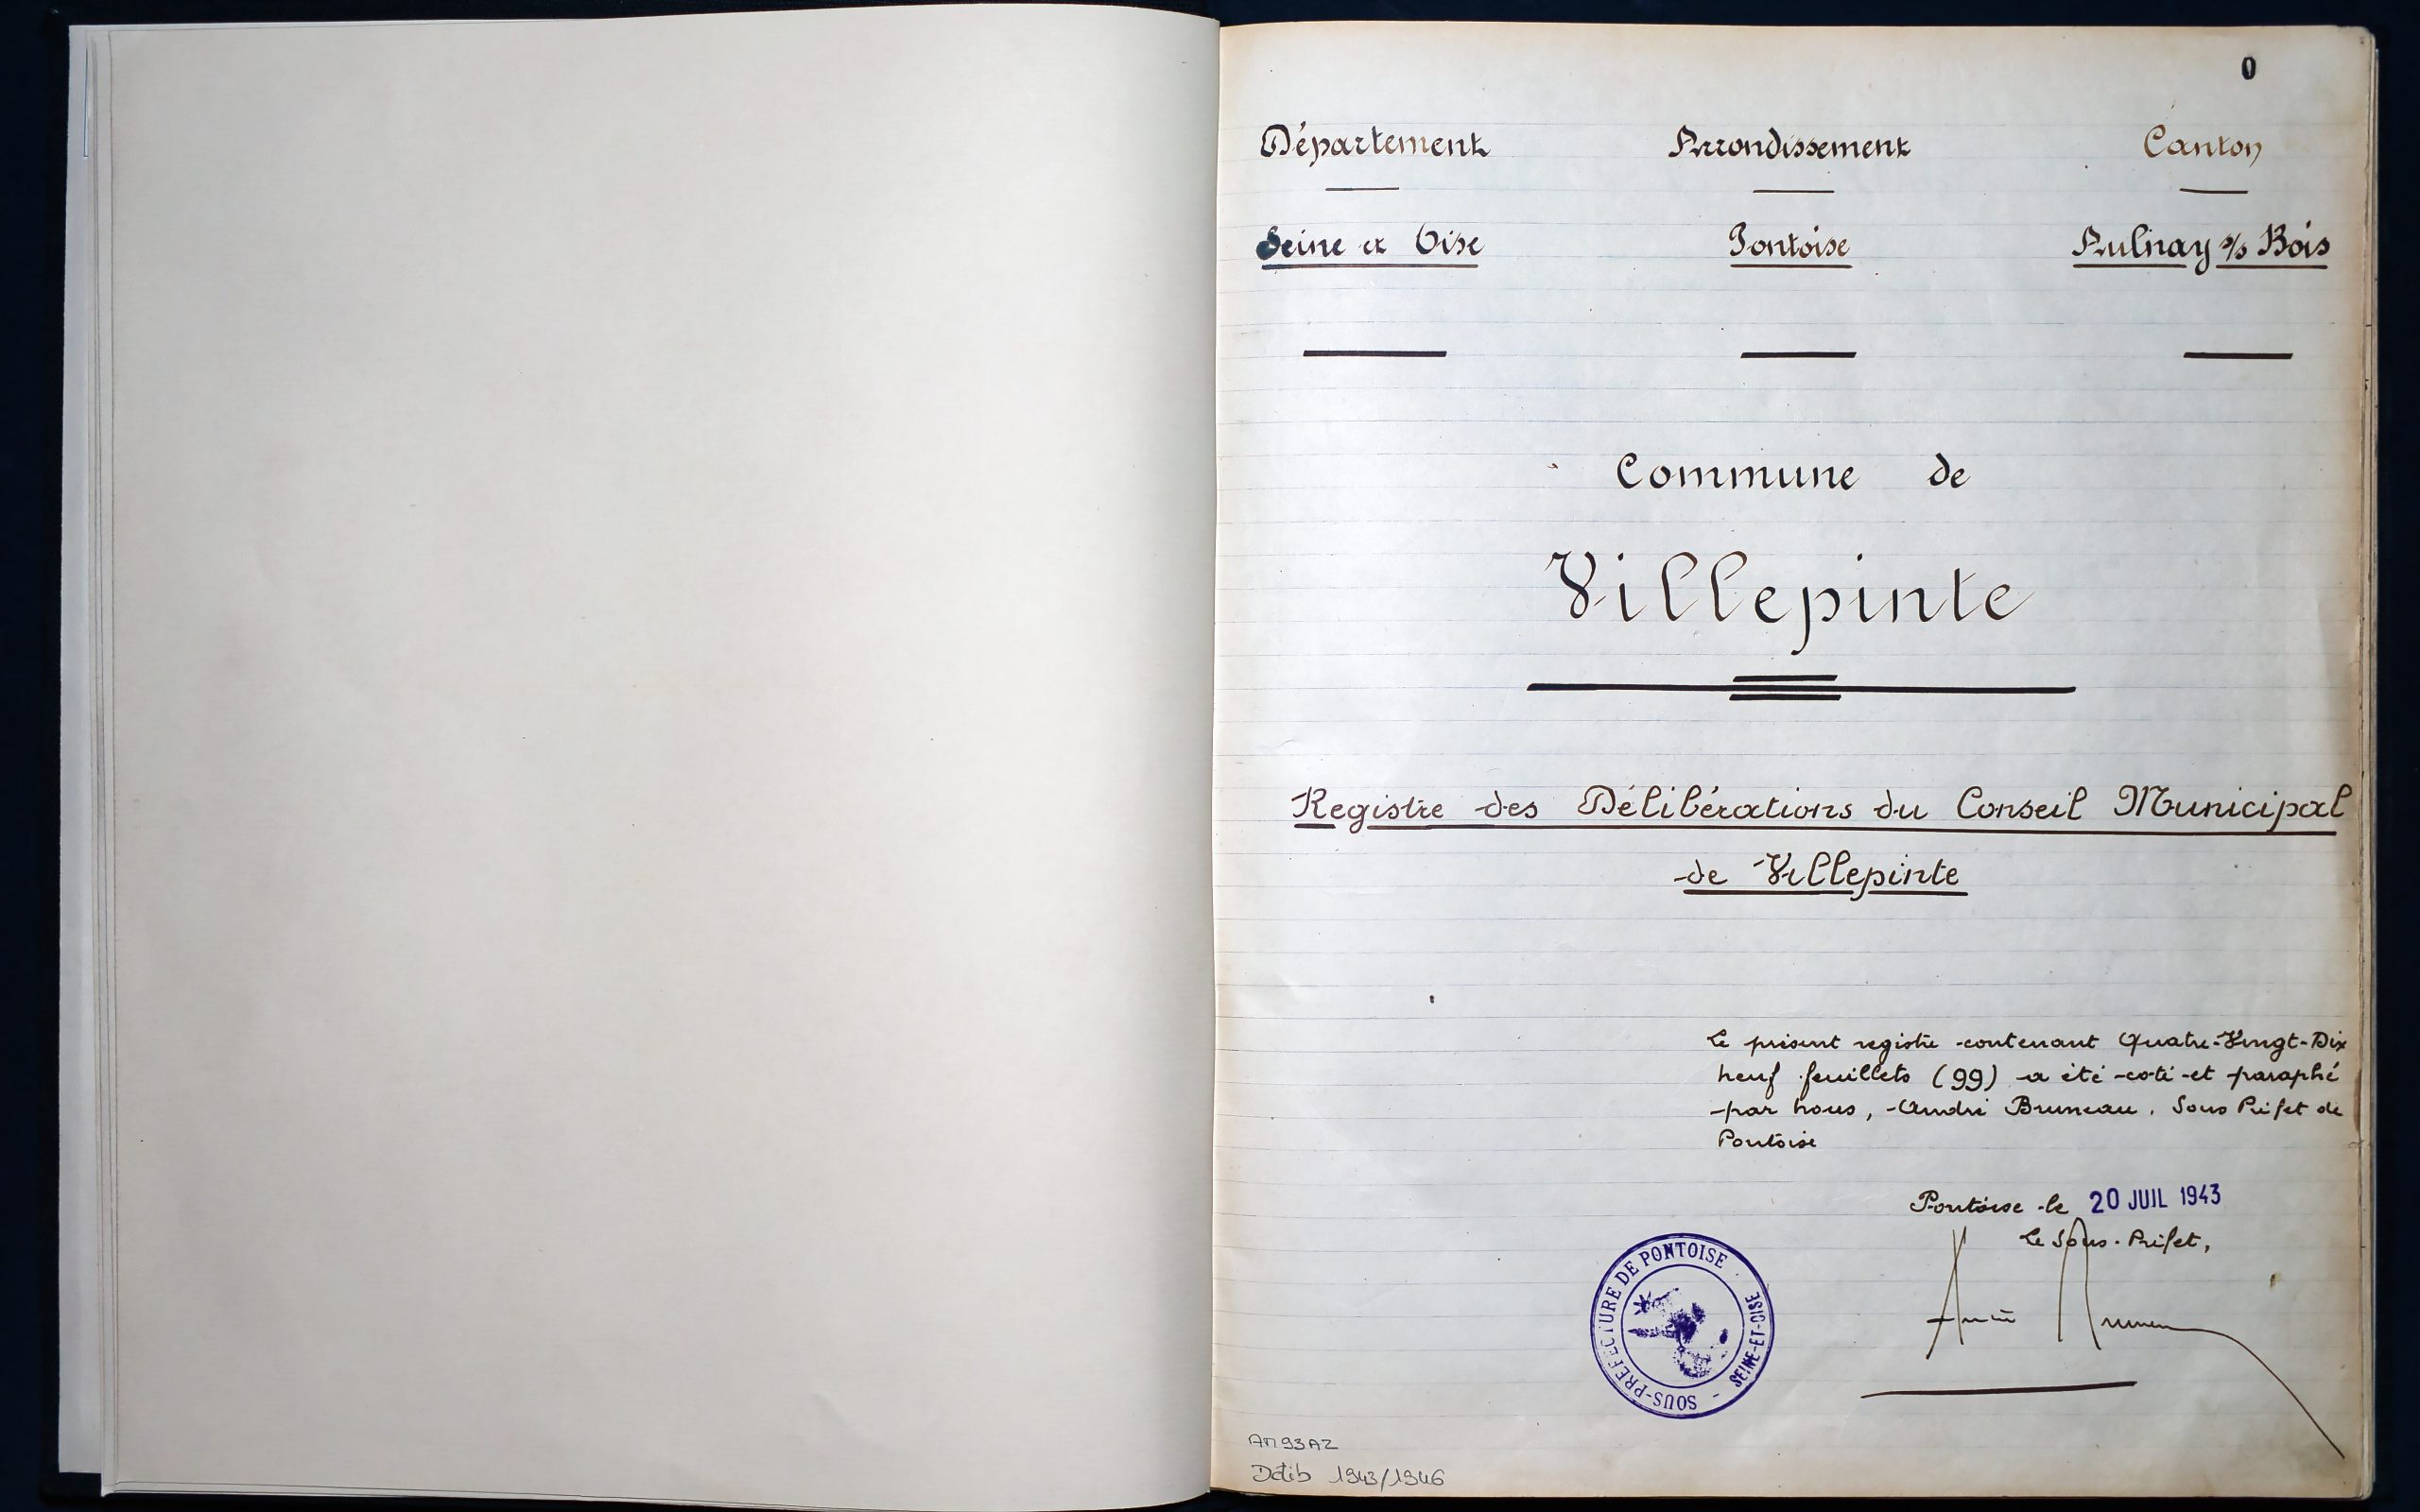 0
Département Arrondissement Canton
Seine et Oise Pontoise Aulnay s/s Bois
Commune de
Villepinte
Registre des Délibérations du Conseil Municipal
de Villepinte
Le présent registre contenant Quatre-Vingt-Dix
neuf feuillets (99) a été coté et paraphé
par nous, André Bruneau, Sous Préfet de
Pontoise
Pontoise le 20 JUIL 1943
Le Sous-Préfet,
SOUS-PREFECTURE DE PONTOISE
SEINE-ET-OISE
Délib 1943/1946